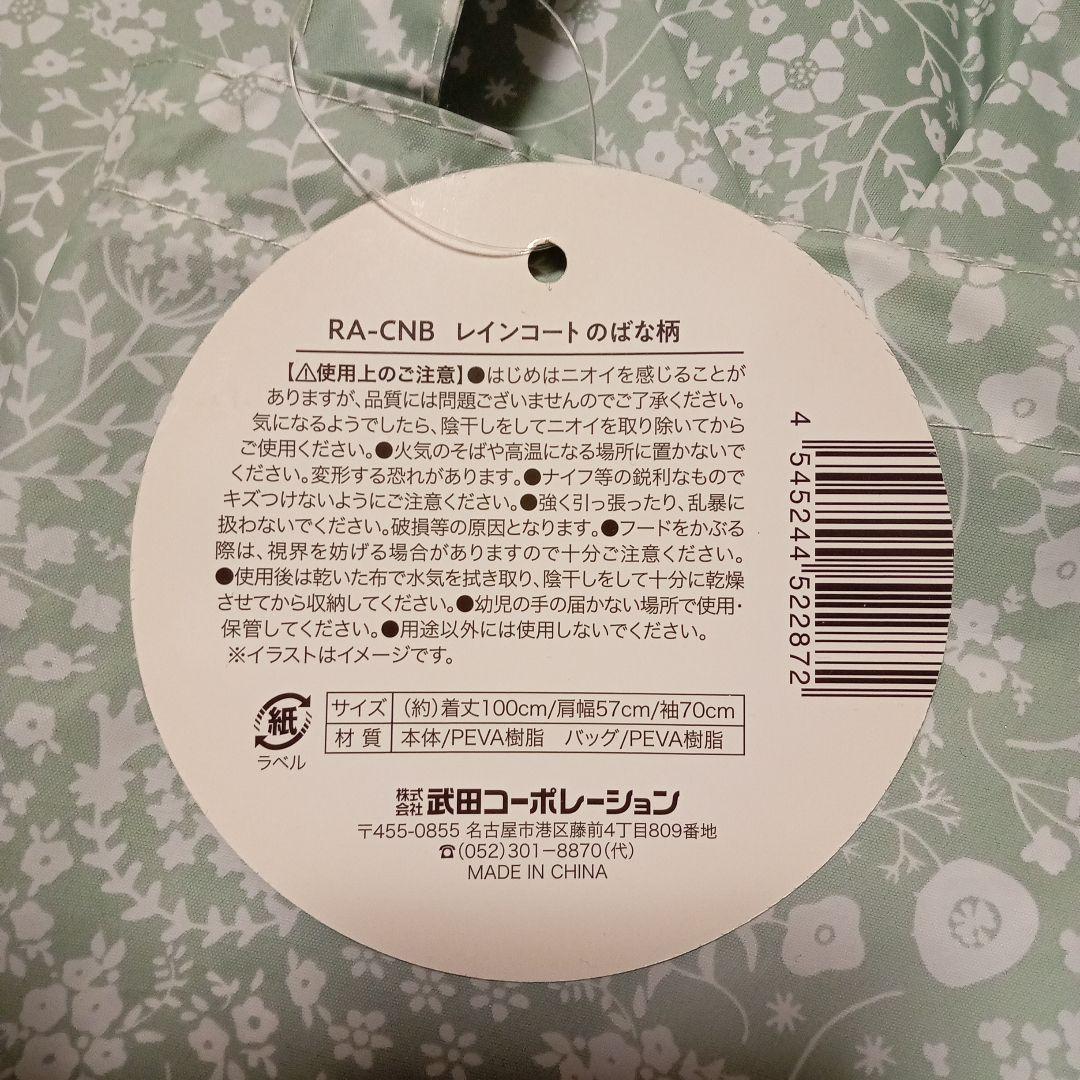 RA-CNB レインコート のばな柄
【⚠使用上のご注意】●はじめはニオイを感じることが
ありますが、品質には問題ございませんのでご了承ください。
気になるようでしたら、陰干しをしてニオイを取り除いてから
ご使用ください。●火気のそばや高温になる場所に置かないで
ください。変形する恐れがあります。●ナイフ等の鋭利なもので
キズつけないようにご注意ください。●強く引っ張ったり、乱暴に
扱わないでください。破損等の原因となります。●フードをかぶる
際は、視界を妨げる場合がありますので十分ご注意ください。
●使用後は乾いた布で水気を拭き取り、陰干しをして十分に乾燥
させてから収納してください。●幼児の手の届かない場所で使用・
保管してください。●用途以外には使用しないでください。
※イラストはイメージです。
4 545244 522872
紙
ラベル
サイズ (約)着丈100cm/肩幅57cm/袖70cm
材質 本体/PEVA樹脂 バッグ/PEVA樹脂
株式会社 武田コーポレーション
〒455-0855 名古屋市港区藤前4丁目809番地
☎(052)301-8870(代)
MADE IN CHINA